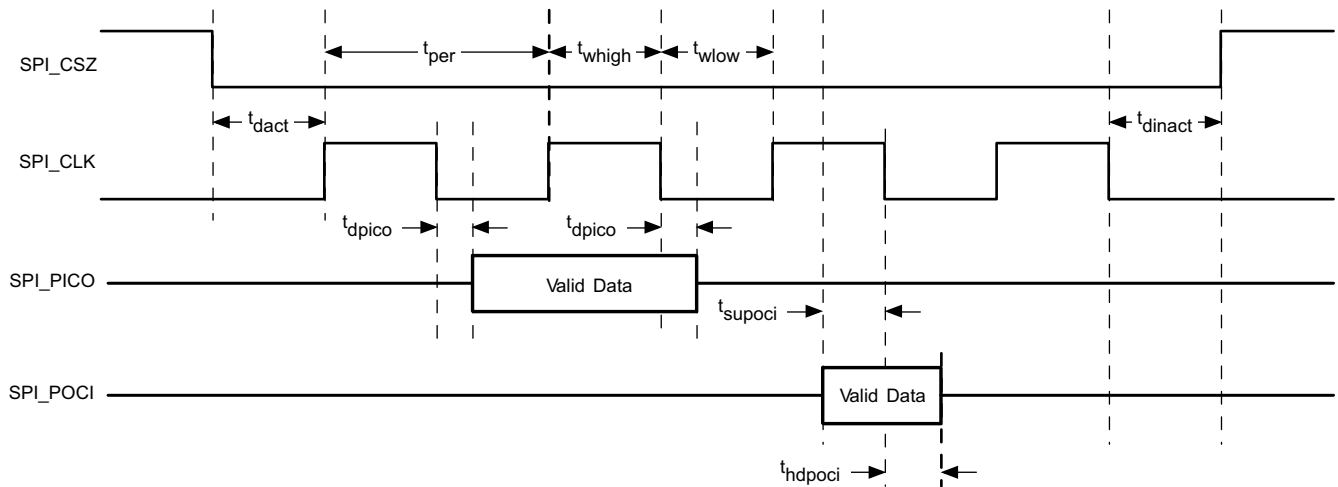 t_per t_whigh t_wlow
SPI_CSZ
t_dact t_dinact
SPI_CLK
t_dpico t_dpico
SPI_PICO Valid Data
t_supoci
SPI_POCI Valid Data
t_hdpoci